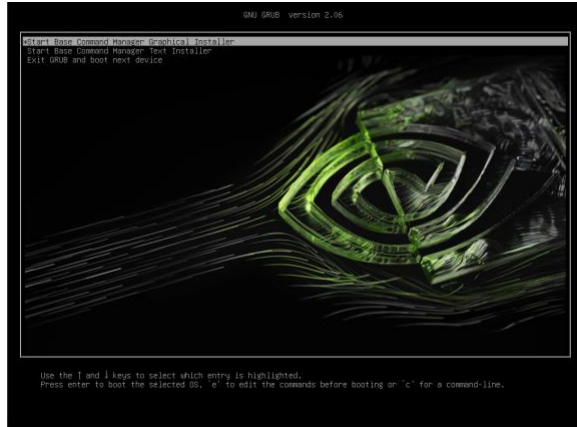 GNU GRUB version 2.06
*Start Base Command Manager Graphical Installer
Start Base Command Manager Text Installer
Exit GRUB and boot next device
Use the ↑ and ↓ keys to select which entry is highlighted.
Press enter to boot the selected OS, `e' to edit the commands before booting or `c' for a command-line.